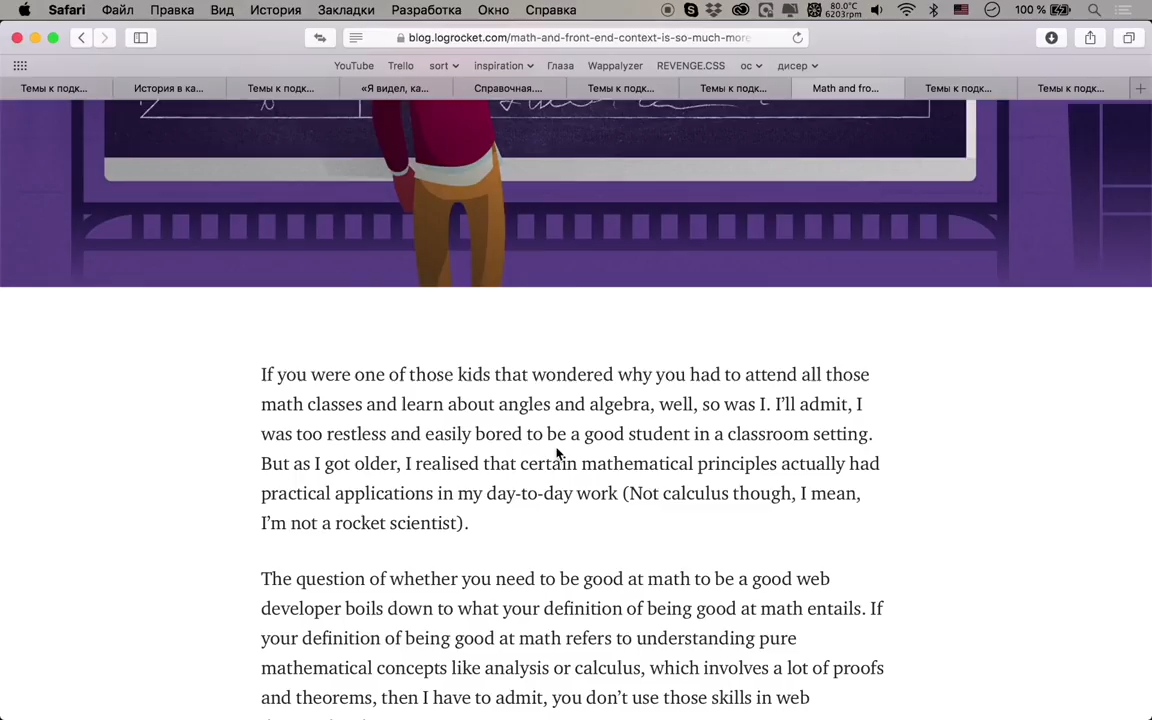 Safari Файл Правка Вид История Закладки Разработка Окно Справка 80.0°C 6203rpm 100 %
blog.logrocket.com/math-and-front-end-context-is-so-much-more
YouTube Trello sort inspiration Глаза Wappalyzer REVENGE.CSS ос дисер
Темы к подк... История в ка... Темы к подк... «Я видел, ка... Справочная.... Темы к подк... Темы к подк... Math and fro... Темы к подк... Темы к подк...
If you were one of those kids that wondered why you had to attend all those
math classes and learn about angles and algebra, well, so was I. I’ll admit, I
was too restless and easily bored to be a good student in a classroom setting.
But as I got older, I realised that certain mathematical principles actually had
practical applications in my day-to-day work (Not calculus though, I mean,
I’m not a rocket scientist).
The question of whether you need to be good at math to be a good web
developer boils down to what your definition of being good at math entails. If
your definition of being good at math refers to understanding pure
mathematical concepts like analysis or calculus, which involves a lot of proofs
and theorems, then I have to admit, you don’t use those skills in web